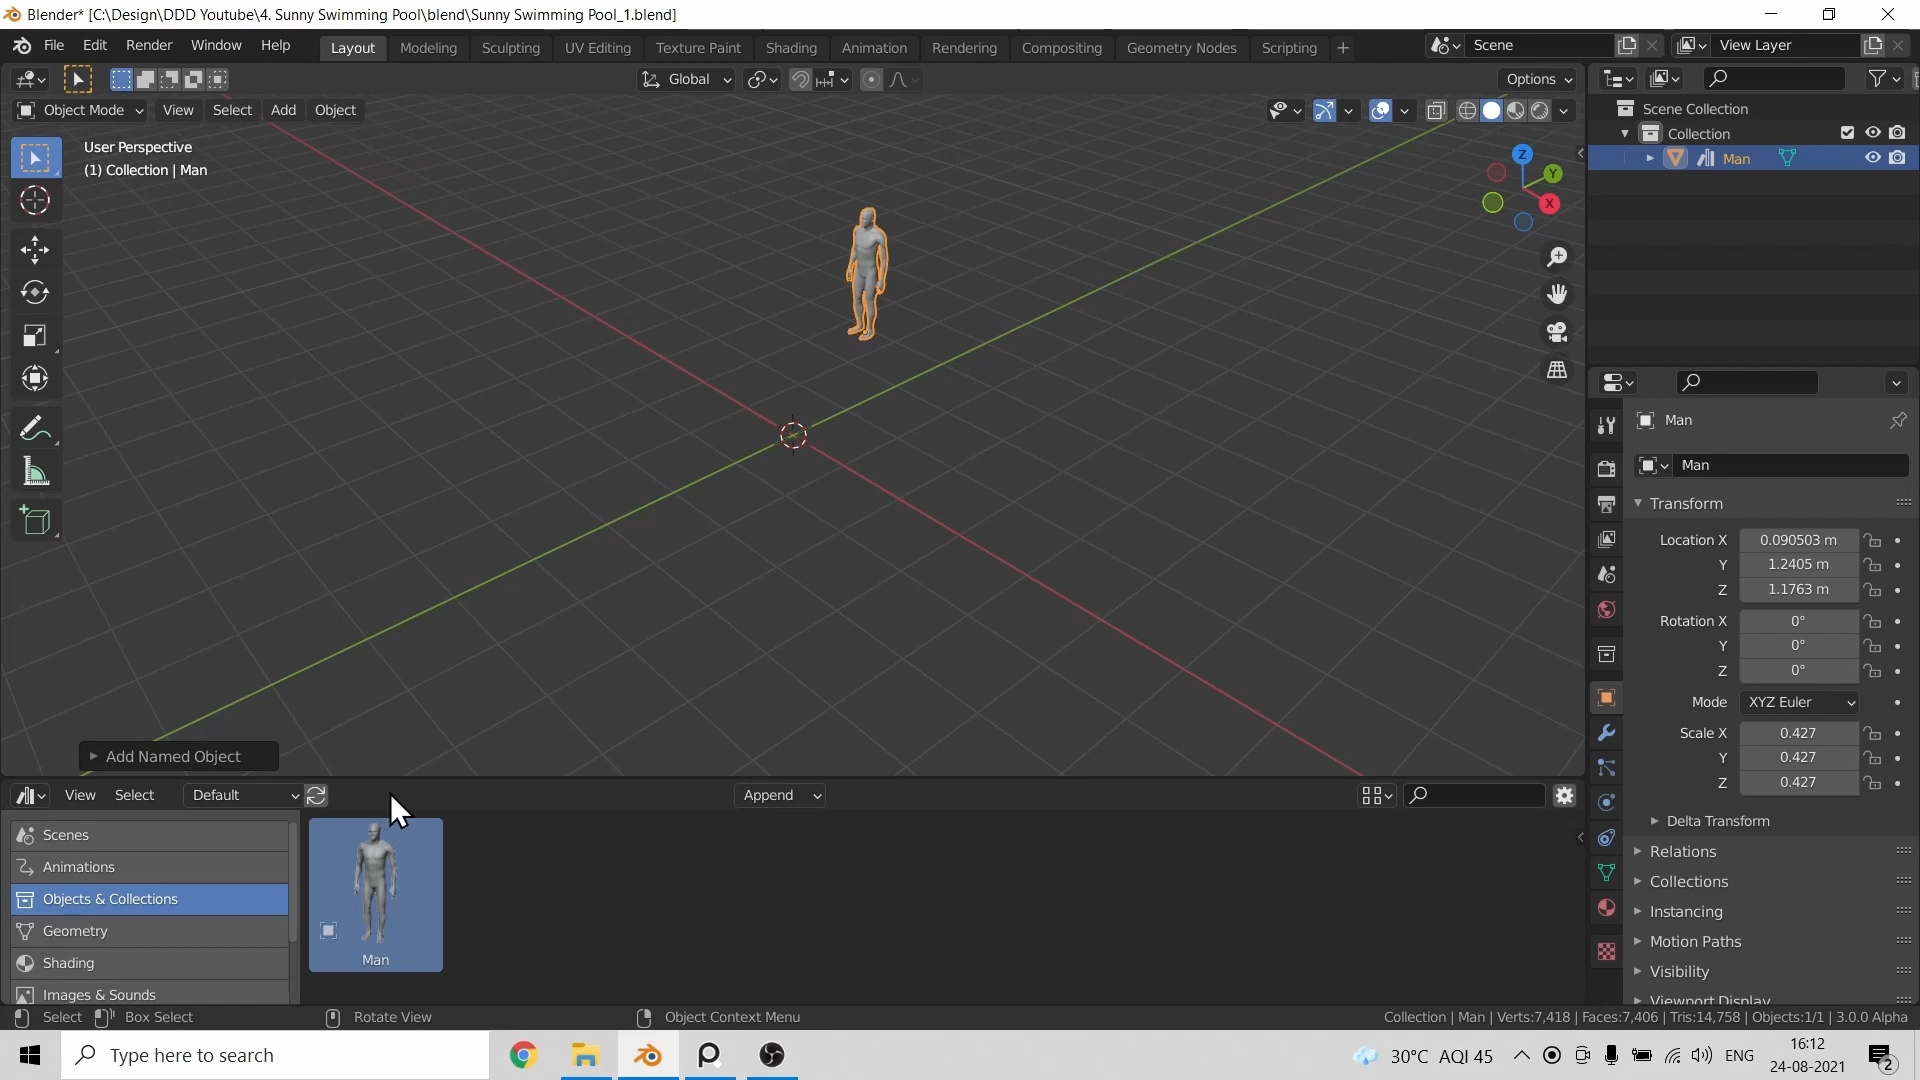 Blender* [C:\Design\DDD Youtube\4. Sunny Swimming Pool\blend\Sunny Swimming Pool_1.blend]
File Edit Render Window Help Layout Modeling Sculpting UV Editing Texture Paint Shading Animation Rendering Compositing Geometry Nodes Scripting + Scene View Layer
Global Options
Object Mode View Select Add Object
Scene Collection
Collection
Man
User Perspective
(1) Collection | Man
Z
Y
X
Man
Man
Transform
Location X 0.090503 m
Y 1.2405 m
Z 1.1763 m
Rotation X 0°
Y 0°
Z 0°
Mode XYZ Euler
Scale X 0.427
Y 0.427
Z 0.427
Delta Transform
Relations
Collections
Instancing
Motion Paths
Visibility
Viewport Display
Add Named Object
View Select Default Append
Scenes
Animations
Objects & Collections
Geometry
Shading
Images & Sounds
Man
Select Box Select Rotate View Object Context Menu Collection | Man | Verts:7,418 | Faces:7,406 | Tris:14,758 | Objects:1/1 | 3.0.0 Alpha
Type here to search 30°C AQI 45 ENG 16:12
24-08-2021 2